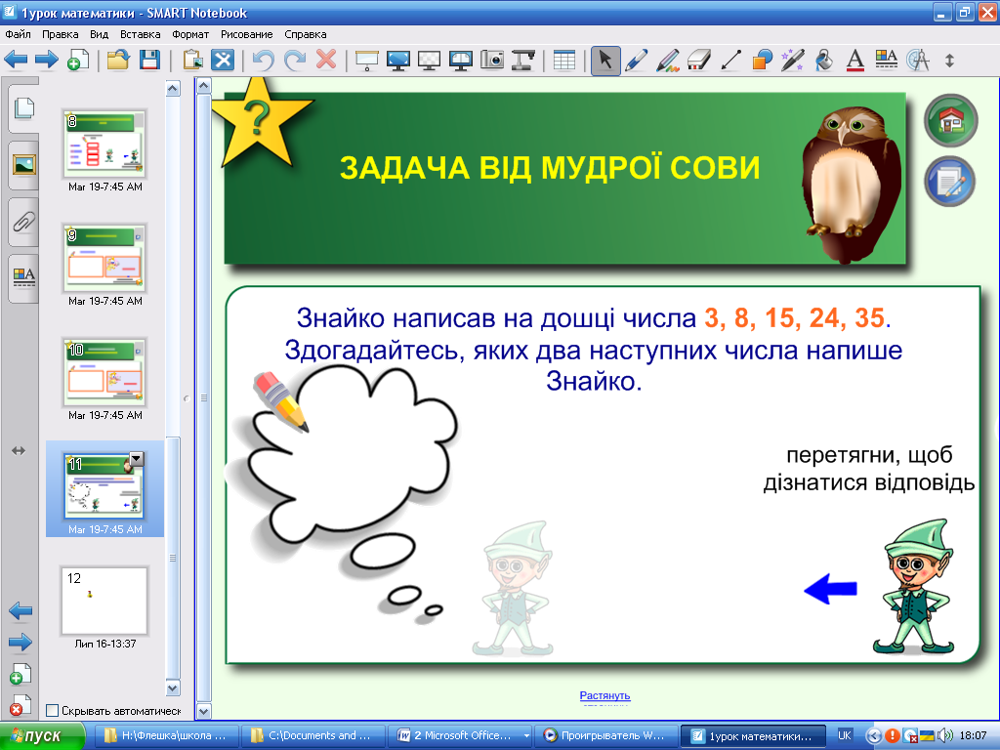 1урок математики - SMART Notebook
Файл Правка Вид Вставка Формат Рисование Справка
8
Mar 19-7:45 AM
9
Mar 19-7:45 AM
10
Mar 19-7:45 AM
11
Mar 19-7:45 AM
12
Лип 16-13:37
Скрывать автоматическ
?
ЗАДАЧА ВІД МУДРОЇ СОВИ
Знайко написав на дошці числа 3, 8, 15, 24, 35.
Здогадайтесь, яких два наступних числа напише
Знайко.
перетягни, щоб
дізнатися відповідь
Растянуть
пуск
H:\Флешка\школа ...
C:\Documents and ...
2 Microsoft Office...
Проигрыватель W...
1урок математики...
UK
18:07